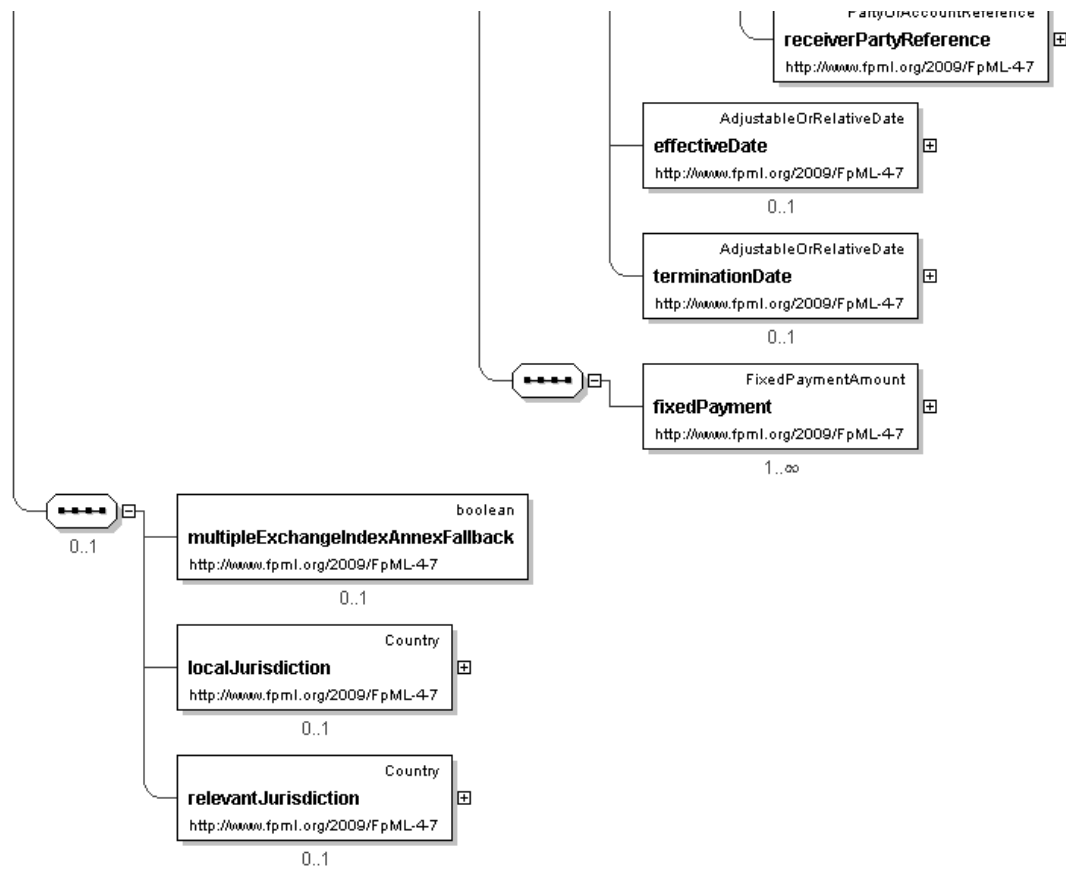 PartyOrAccountReference
receiverPartyReference
http://www.fpml.org/2009/FpML-4-7
AdjustableOrRelativeDate
effectiveDate
http://www.fpml.org/2009/FpML-4-7
0..1
AdjustableOrRelativeDate
terminationDate
http://www.fpml.org/2009/FpML-4-7
0..1
FixedPaymentAmount
fixedPayment
http://www.fpml.org/2009/FpML-4-7
1..∞
0..1
boolean
multipleExchangeIndexAnnexFallback
http://www.fpml.org/2009/FpML-4-7
0..1
Country
localJurisdiction
http://www.fpml.org/2009/FpML-4-7
0..1
Country
relevantJurisdiction
http://www.fpml.org/2009/FpML-4-7
0..1